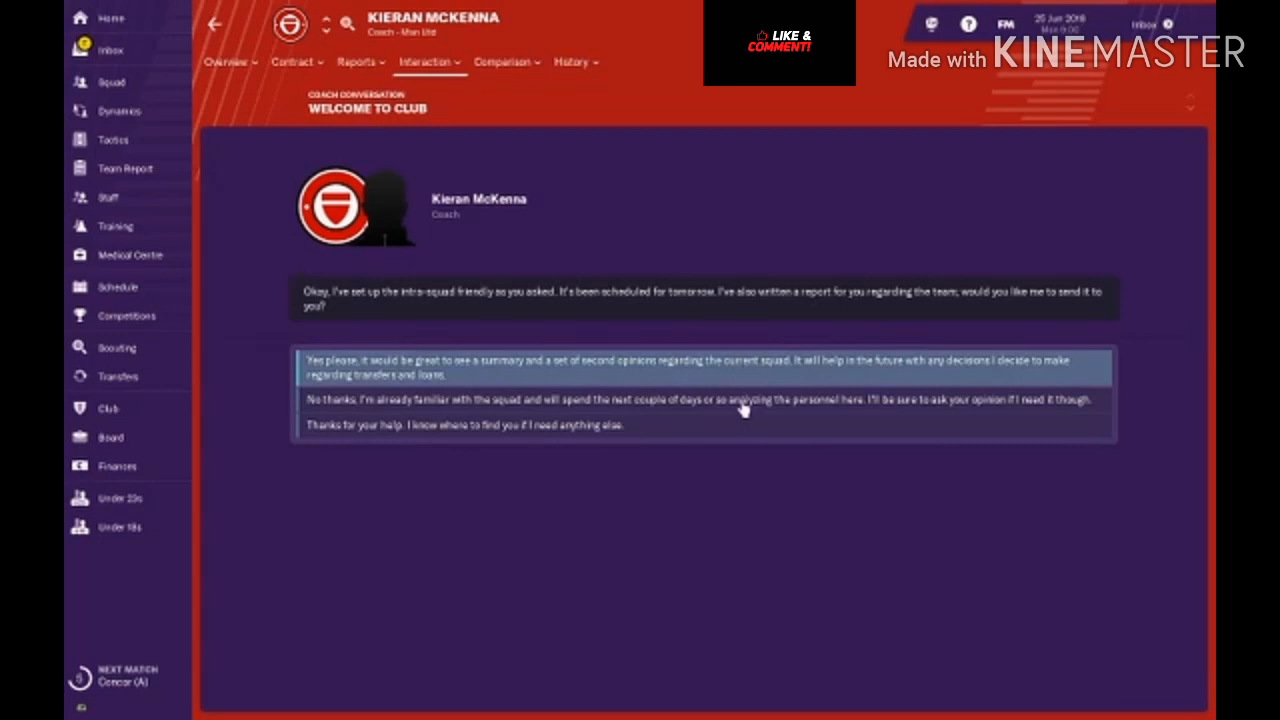 Home
Inbox
Squad
Dynamics
Tactics
Team Report
Staff
Training
Medical Centre
Schedule
Competitions
Scouting
Transfers
Club
Board
Finances
Under 23s
Under 18s
NEXT MATCH
KIERAN MCKENNA
Coach - Man Utd
LIKE &
COMMENT!
FM
Mon 9:00
Inbox
Made with KINEMASTER
Overview
Contract
Reports
Interaction
Comparison
History
COACH CONVERSATION
WELCOME TO CLUB
Kieran McKenna
Coach
Okay, I've set up the intra-squad friendly as you asked. It's been scheduled for tomorrow. I've also written a report for you regarding the team; would you like me to send it to
you?
Yes please, it would be great to see a summary and a set of second opinions regarding the current squad. It will help in the future with any decisions I decide to make
regarding transfers and loans.
No thanks, I'm already familiar with the squad and will spend the next couple of days or so analyzing the personnel here. I'll be sure to ask your opinion if I need it though.
Thanks for your help. I know where to find you if I need anything else.